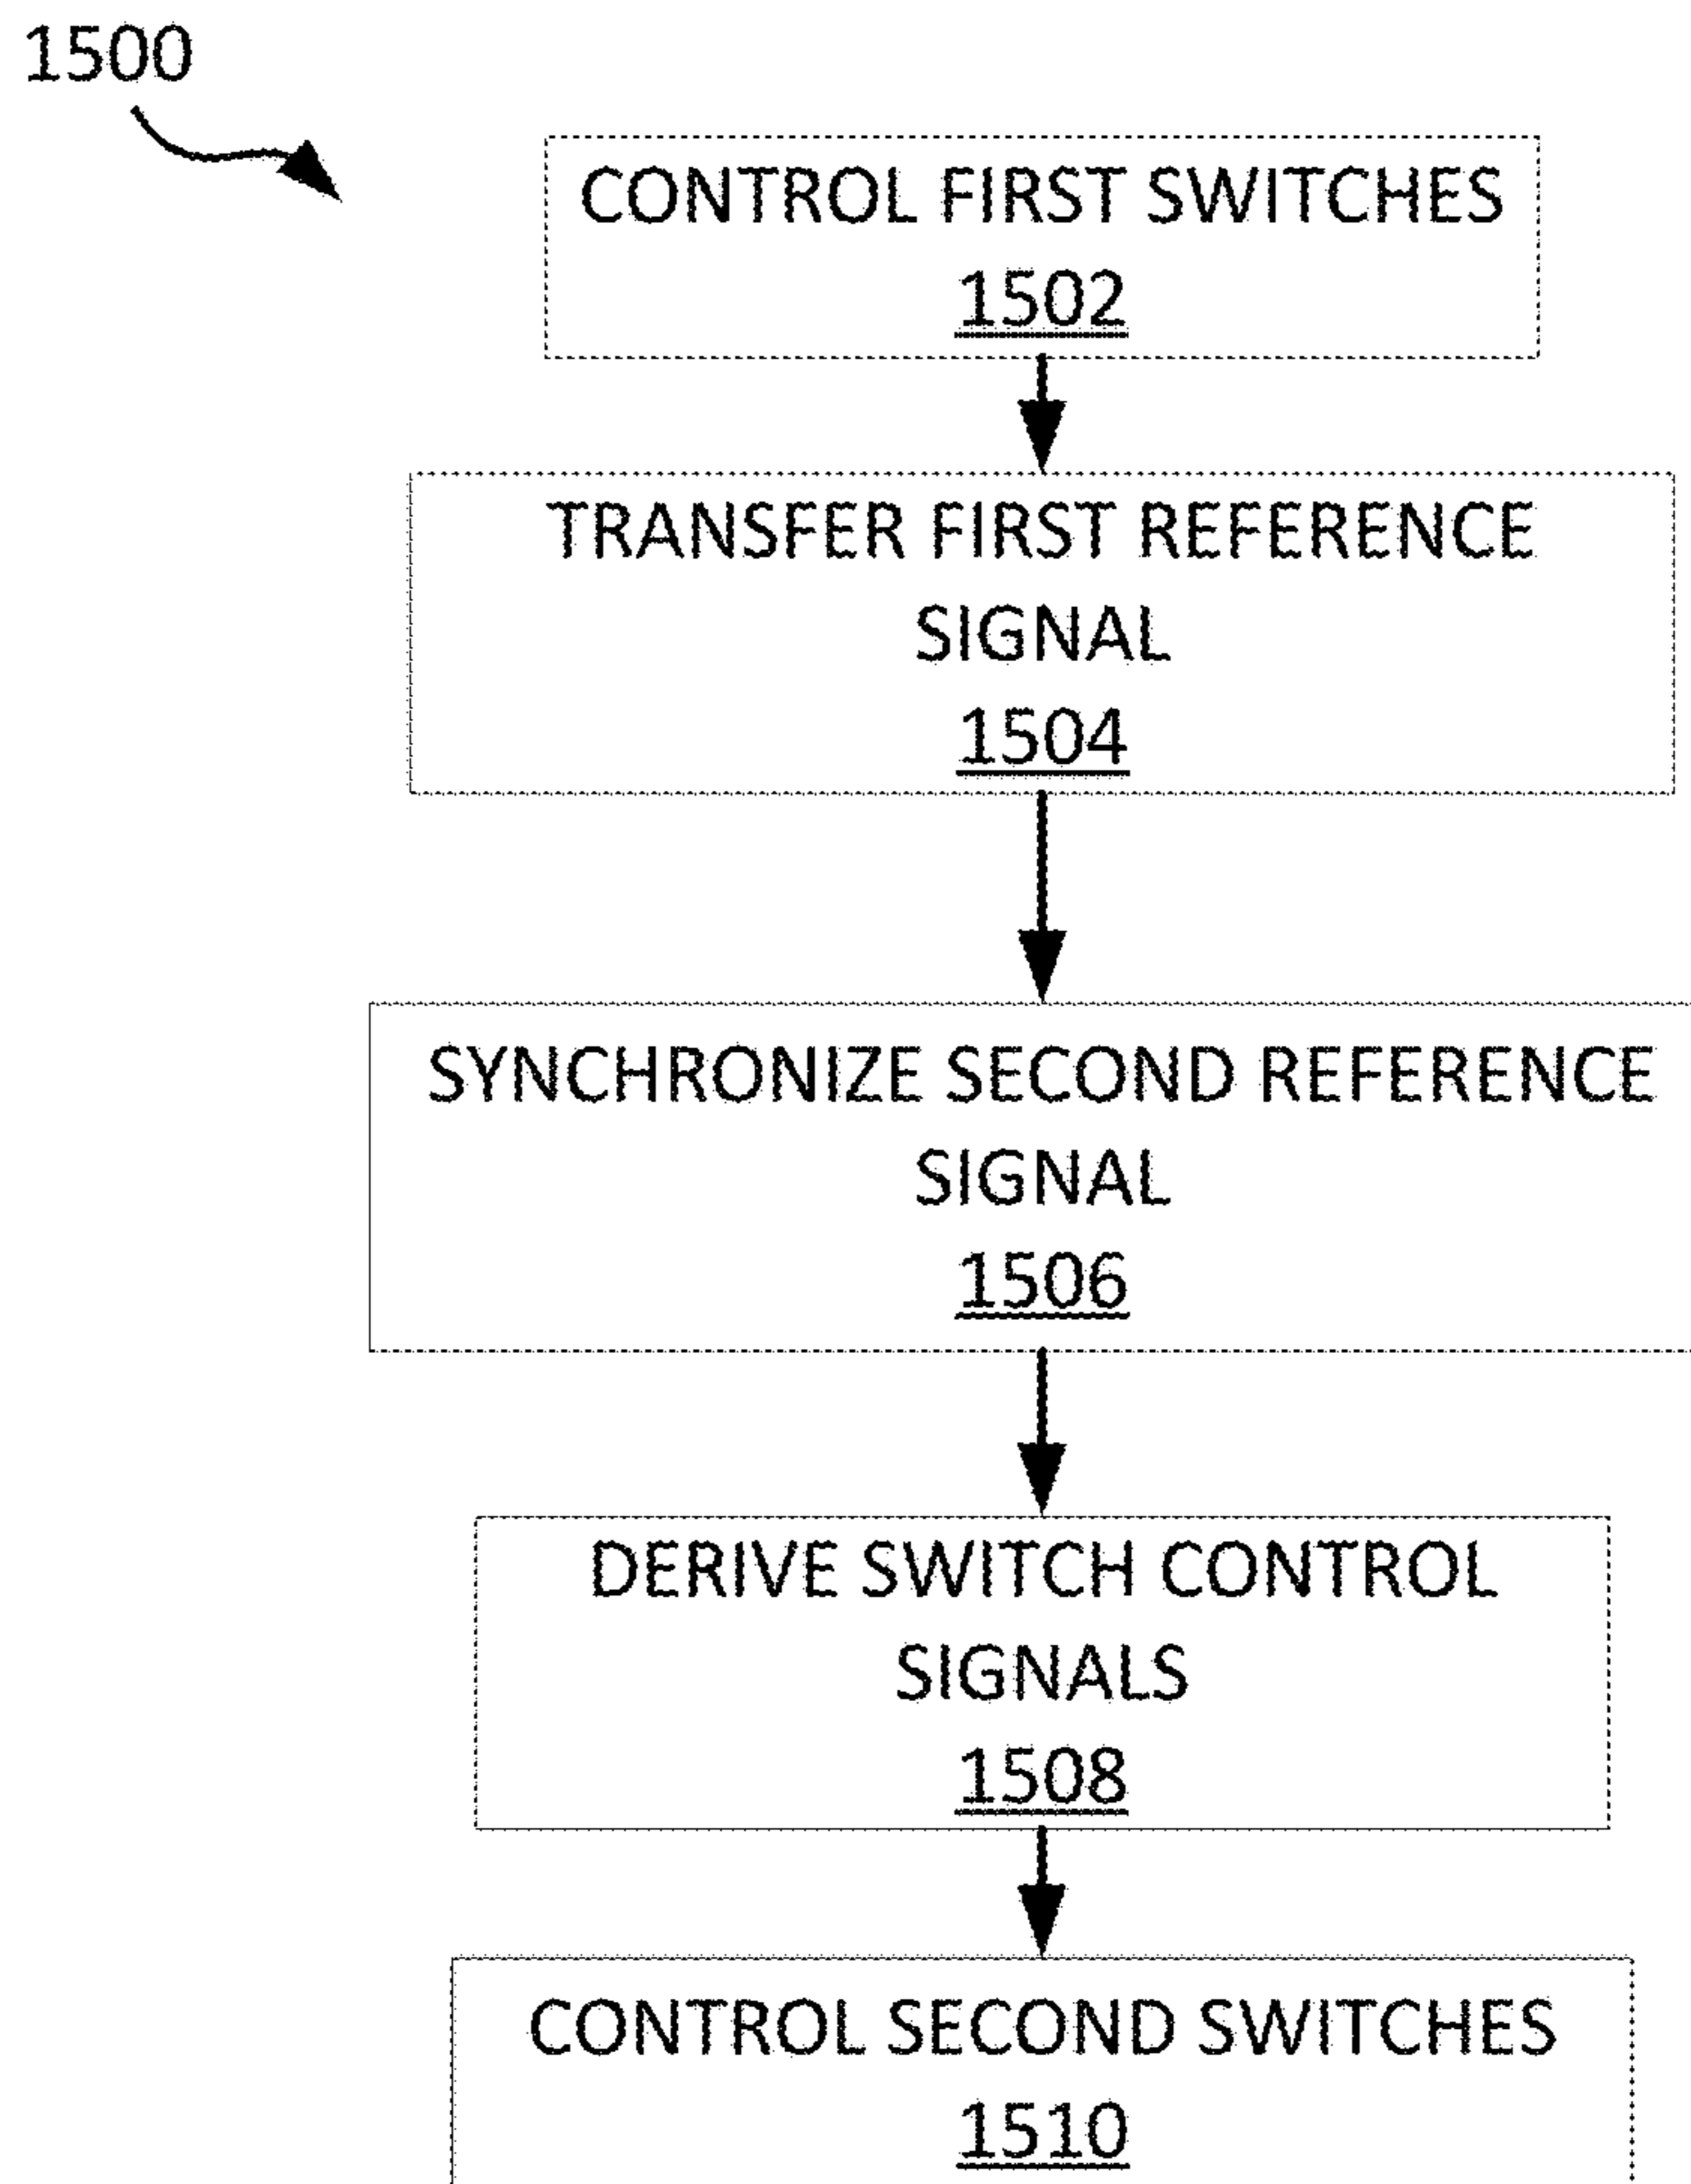 1500
CONTROL FIRST SWITCHES
1502
TRANSFER FIRST REFERENCE
SIGNAL
1504
SYNCHRONIZE SECOND REFERENCE
SIGNAL
1506
DERIVE SWITCH CONTROL
SIGNALS
1508
CONTROL SECOND SWITCHES
1510